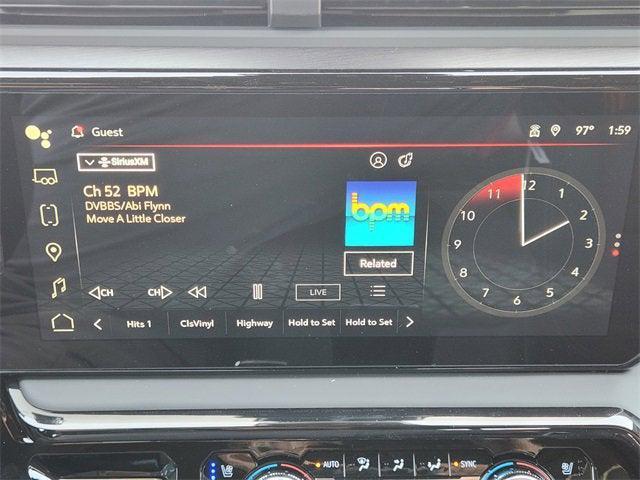 Guest
97° 1:59
SiriusXM
Ch 52 BPM
DVBBS/Abi Flynn
Move A Little Closer
bpm
Related
CH CH LIVE
Hits 1 ClsVinyl Highway Hold to Set Hold to Set
12
11 1
10 2
9 3
8 4
7 5
6
AUTO SYNC